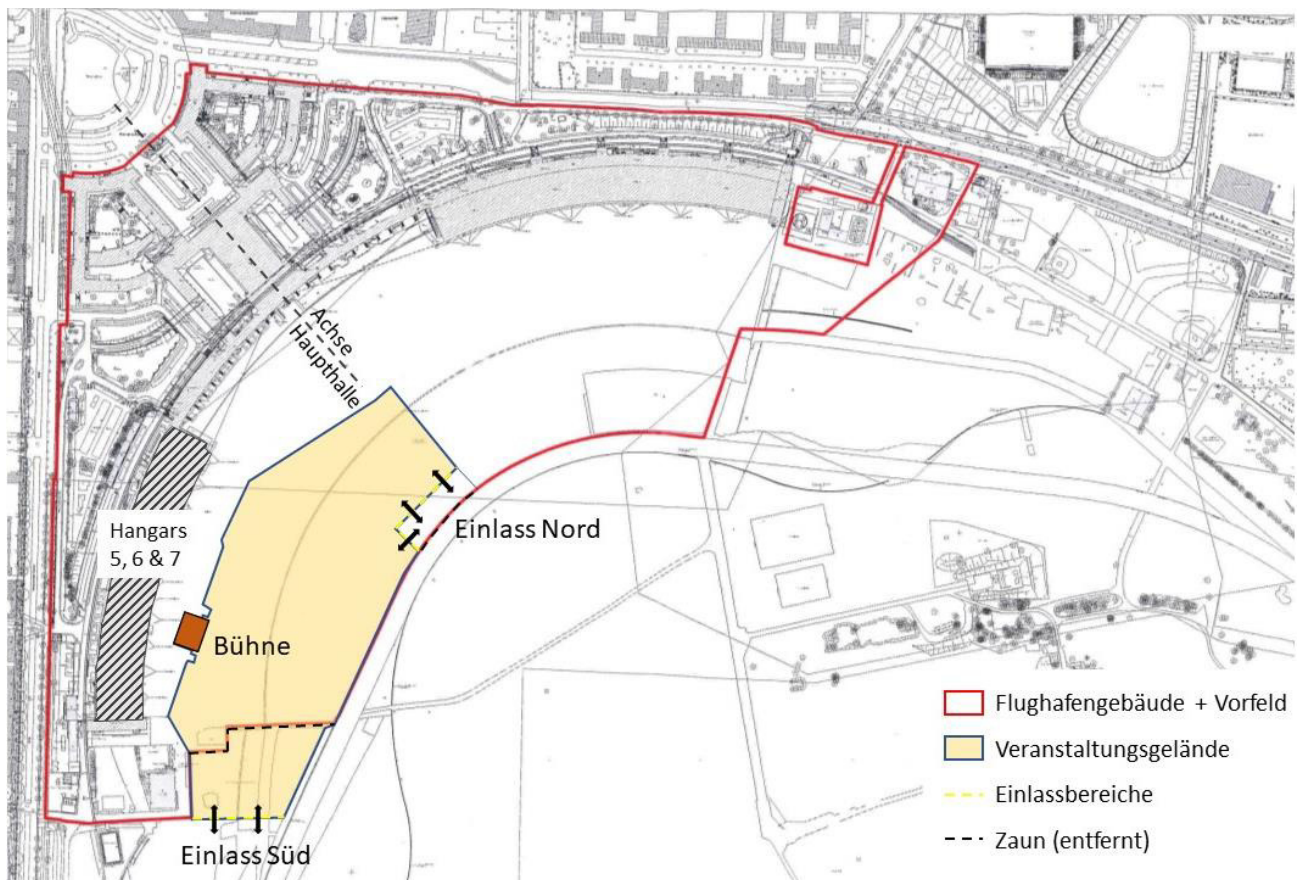 Achse
Haupthalle
Hangars
5, 6 & 7
Einlass Nord
Bühne
Einlass Süd
Flughafengebäude + Vorfeld
Veranstaltungsgelände
Einlassbereiche
Zaun (entfernt)